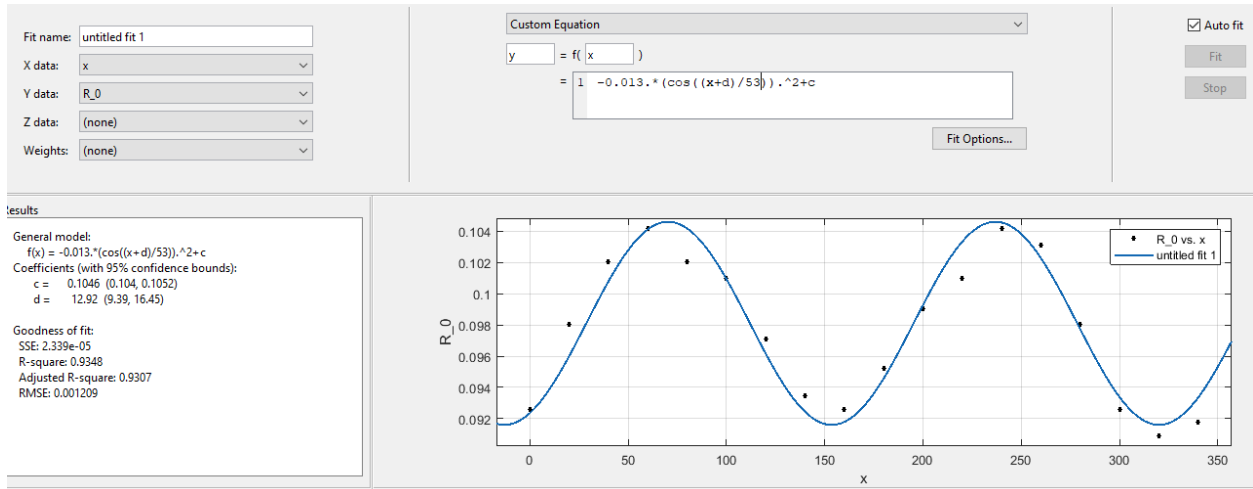 Fit name: untitled fit 1
X data: x
Y data: R_0
Z data: (none)
Weights: (none)
Custom Equation
y = f( x )
= 1 -0.013.*(cos((x+d)/53)).^2+c
Fit Options...
Auto fit
Fit
Stop
Results
General model:
f(x) = -0.013.*(cos((x+d)/53)).^2+c
Coefficients (with 95% confidence bounds):
c = 0.1046 (0.104, 0.1052)
d = 12.92 (9.39, 16.45)
Goodness of fit:
SSE: 2.339e-05
R-square: 0.9348
Adjusted R-square: 0.9307
RMSE: 0.001209
0.104
0.102
0.1
0.098
0.096
0.094
0.092
R_0
R_0 vs. x
untitled fit 1
0 50 100 150 200 250 300 350
x